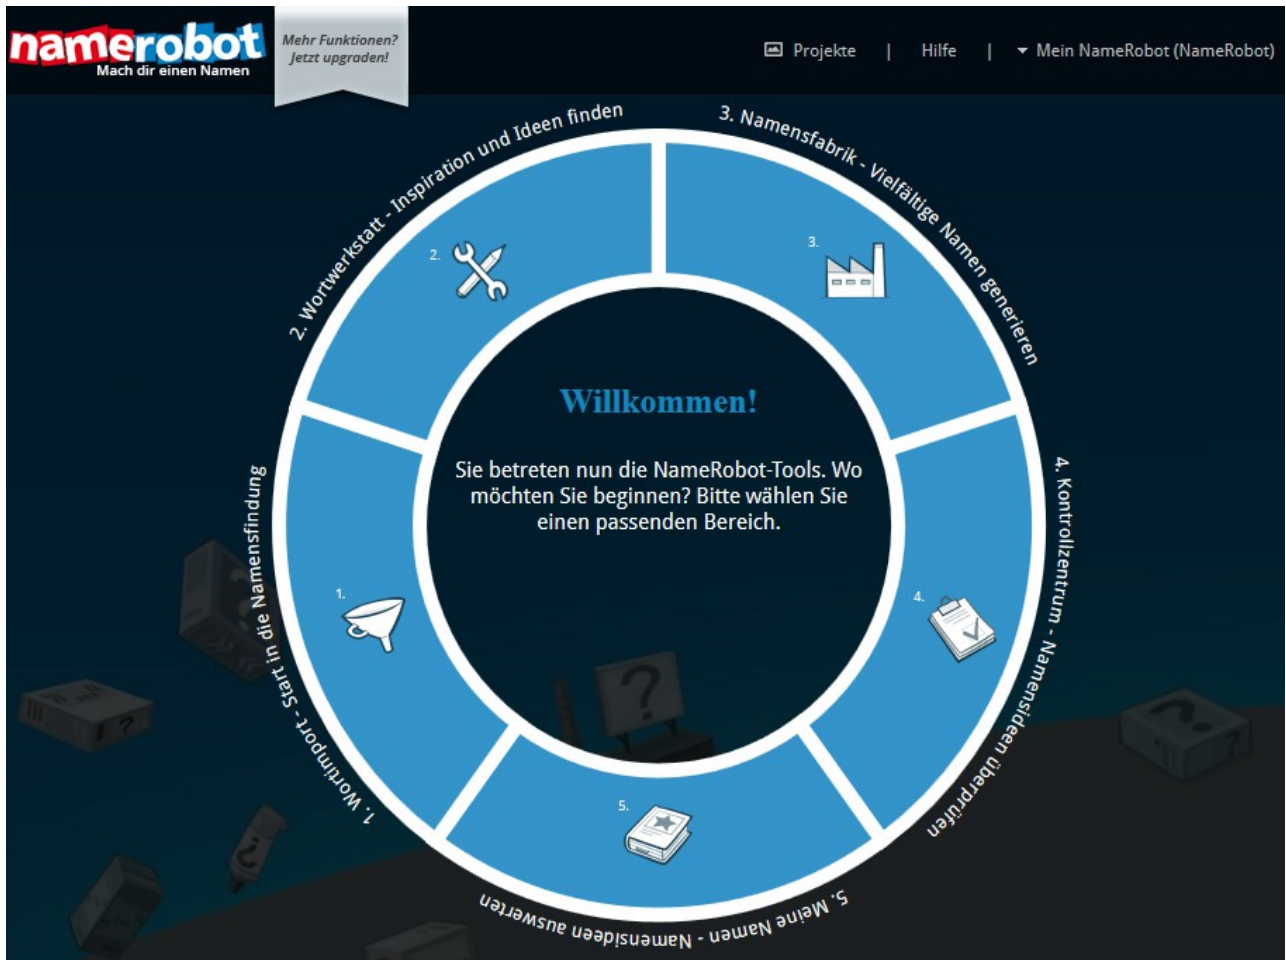 namerobot
Mach dir einen Namen
Mehr Funktionen?
Jetzt upgraden!
Projekte | Hilfe | Mein NameRobot (NameRobot)
2. Wortwerkstatt - Inspiration und Ideen finden
3. Namensfabrik - Vielfältige Namen generieren
2.
3.
Willkommen!
Sie betreten nun die NameRobot-Tools. Wo
möchten Sie beginnen? Bitte wählen Sie
einen passenden Bereich.
1. Wortimport - Start in die Namensfindung
4. Kontrollzentrum - Namensideen überprüfen
1.
4.
5.
5. Meine Namen - Namensideen auswerten
?
?
?
?